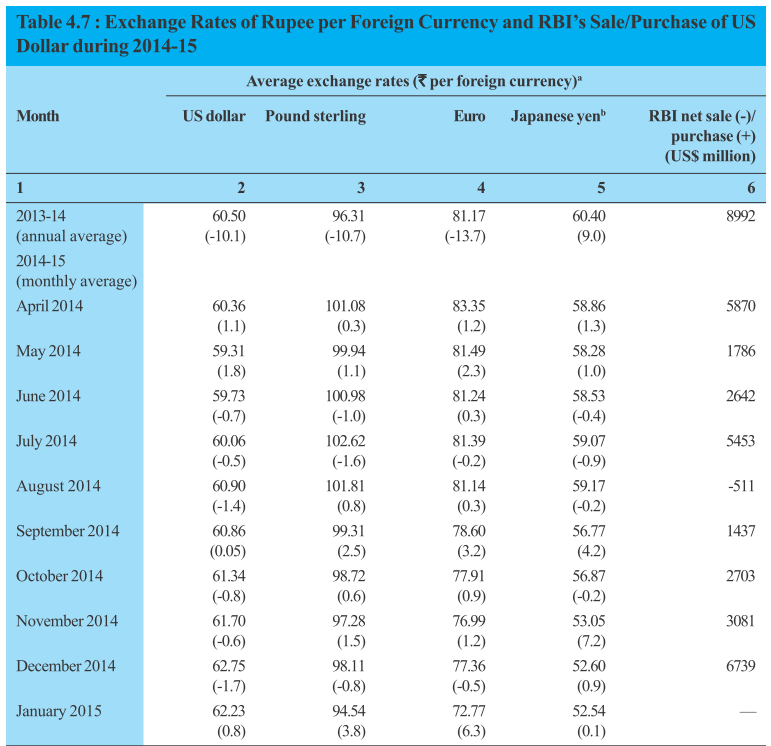 Table 4.7 : Exchange Rates of Rupee per Foreign Currency and RBI’s Sale/Purchase of US
Dollar during 2014-15
Average exchange rates (₹ per foreign currency)ᵃ
Month US dollar Pound sterling Euro Japanese yenᵇ RBI net sale (-)/
purchase (+)
(US$ million)
1 2 3 4 5 6
2013-14 60.50 96.31 81.17 60.40 8992
(annual average) (-10.1) (-10.7) (-13.7) (9.0)
2014-15
(monthly average)
April 2014 60.36 101.08 83.35 58.86 5870
(1.1) (0.3) (1.2) (1.3)
May 2014 59.31 99.94 81.49 58.28 1786
(1.8) (1.1) (2.3) (1.0)
June 2014 59.73 100.98 81.24 58.53 2642
(-0.7) (-1.0) (0.3) (-0.4)
July 2014 60.06 102.62 81.39 59.07 5453
(-0.5) (-1.6) (-0.2) (-0.9)
August 2014 60.90 101.81 81.14 59.17 -511
(-1.4) (0.8) (0.3) (-0.2)
September 2014 60.86 99.31 78.60 56.77 1437
(0.05) (2.5) (3.2) (4.2)
October 2014 61.34 98.72 77.91 56.87 2703
(-0.8) (0.6) (0.9) (-0.2)
November 2014 61.70 97.28 76.99 53.05 3081
(-0.6) (1.5) (1.2) (7.2)
December 2014 62.75 98.11 77.36 52.60 6739
(-1.7) (-0.8) (-0.5) (0.9)
January 2015 62.23 94.54 72.77 52.54 —
(0.8) (3.8) (6.3) (0.1)